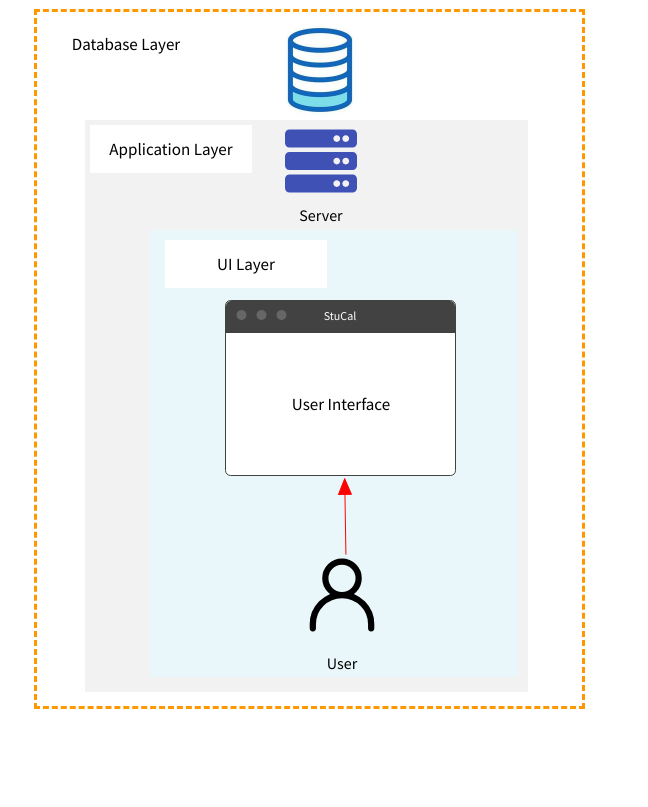 Database Layer
Application Layer
Server
UI Layer
StuCal
User Interface
User